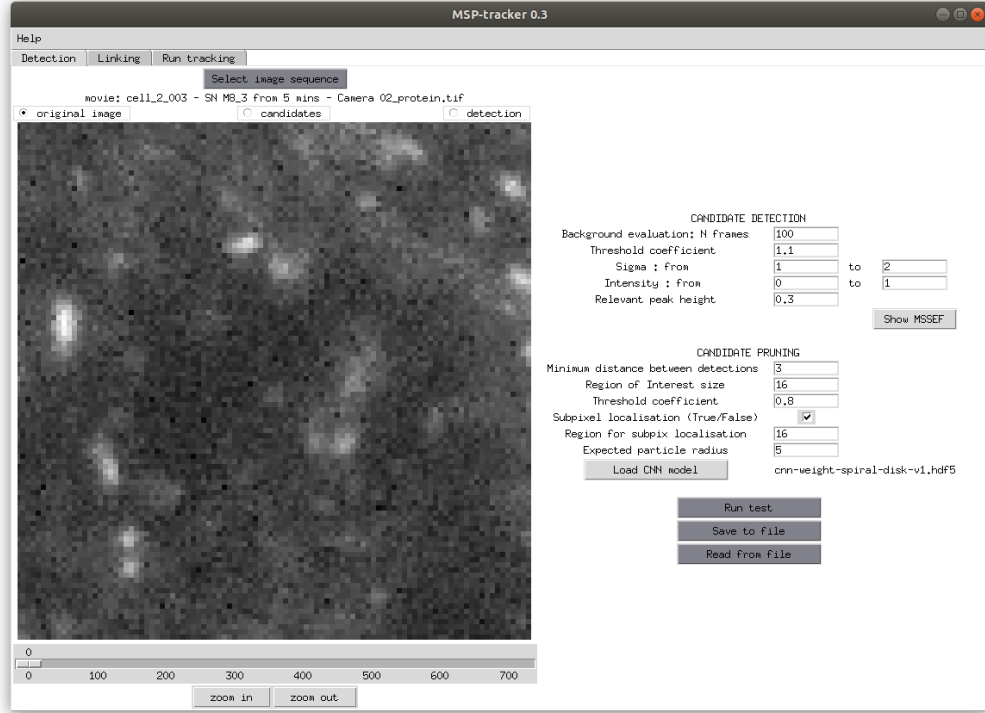 MSP-tracker 0.3
Help
Detection Linking Run tracking
Select image sequence
movie: cell_2_003 - SN M8_3 from 5 mins - Camera 02_protein.tif
original image candidates detection
CANDIDATE DETECTION
Background evaluation: N frames 100
Threshold coefficient 1.1
Sigma : from 1 to 2
Intensity : from 0 to 1
Relevant peak height 0.3
Show MSSEF
CANDIDATE PRUNING
Minimum distance between detections 3
Region of Interest size 16
Threshold coefficient 0.8
Subpixel localisation (True/False)
Region for subpix localisation 16
Expected particle radius 5
Load CNN model cnn-weight-spiral-disk-v1.hdf5
Run test
Save to file
Read from file
0
0 100 200 300 400 500 600 700
zoom in zoom out